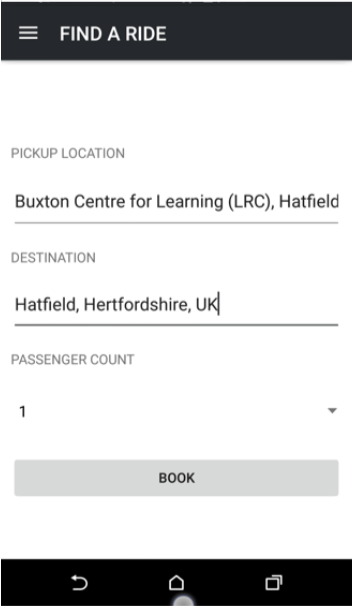 FIND A RIDE
PICKUP LOCATION
Buxton Centre for Learning (LRC), Hatfield
DESTINATION
Hatfield, Hertfordshire, UK
PASSENGER COUNT
1
BOOK